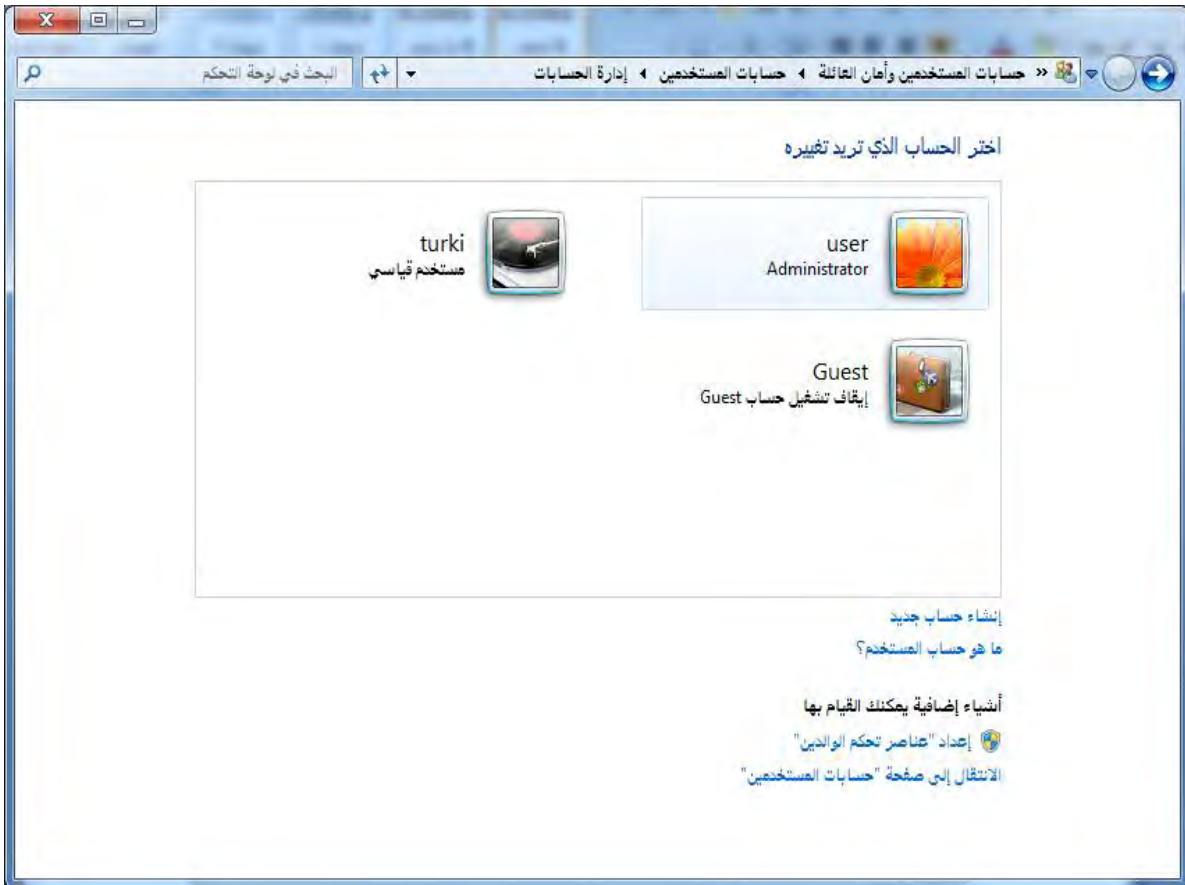 حسابات المستخدمين وأمان العائلة
حسابات المستخدمين
إدارة الحسابات
البحث في لوحة التحكم
اختر الحساب الذي تريد تغييره
user
Administrator
turki
مستخدم قياسي
Guest
إيقاف تشغيل حساب Guest
إنشاء حساب جديد
ما هو حساب المستخدم؟
أشياء إضافية يمكنك القيام بها
إعداد "عناصر تحكم الوالدين"
الانتقال إلى صفحة "حسابات المستخدمين"